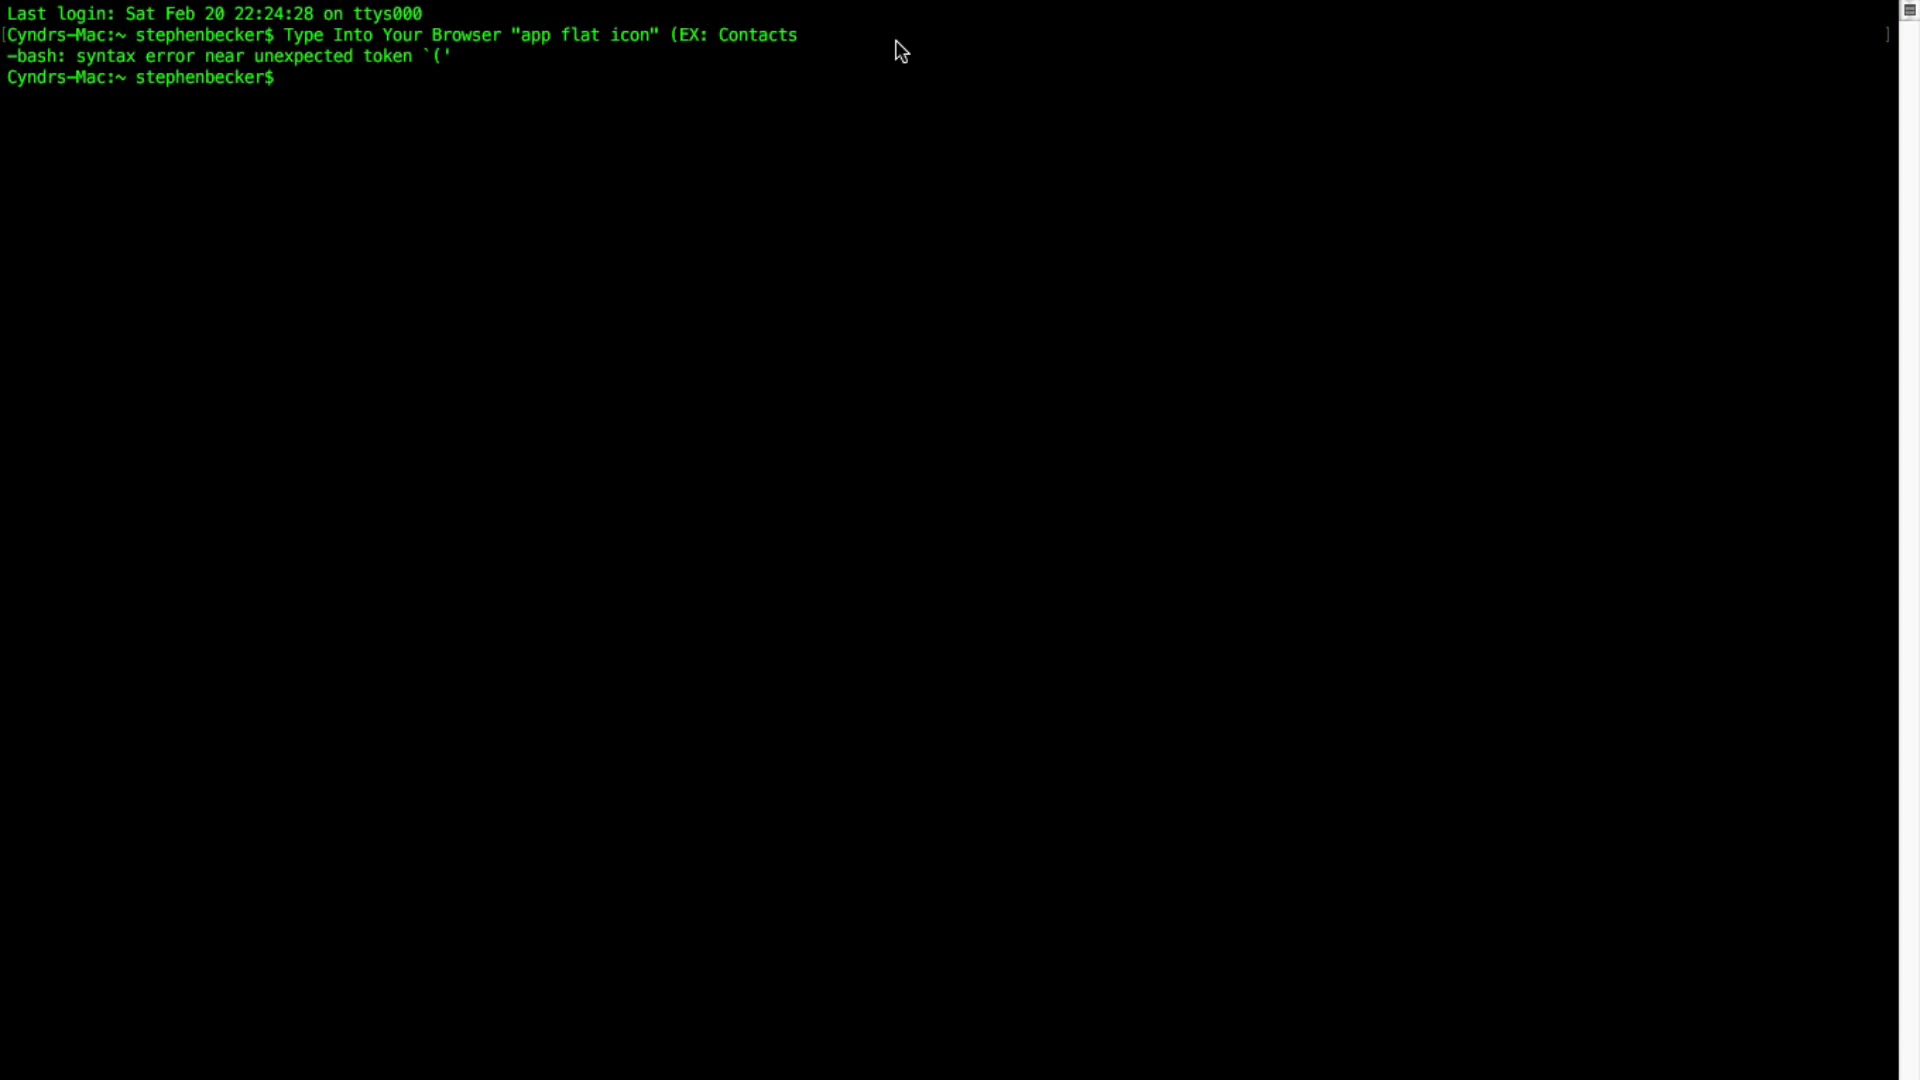 Last login: Sat Feb 20 22:24:28 on ttys000
[Cyndrs-Mac:~ stephenbecker$ Type Into Your Browser "app flat icon" (EX: Contacts ]
-bash: syntax error near unexpected token `('
Cyndrs-Mac:~ stephenbecker$